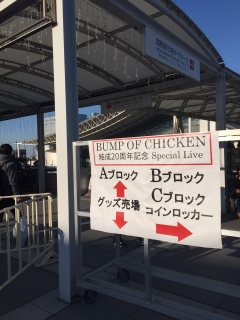 BUMP OF CHICKEN
結成20周年記念 Special Live
Aブロック
グッズ売場
Bブロック
Cブロック
コインロッカー